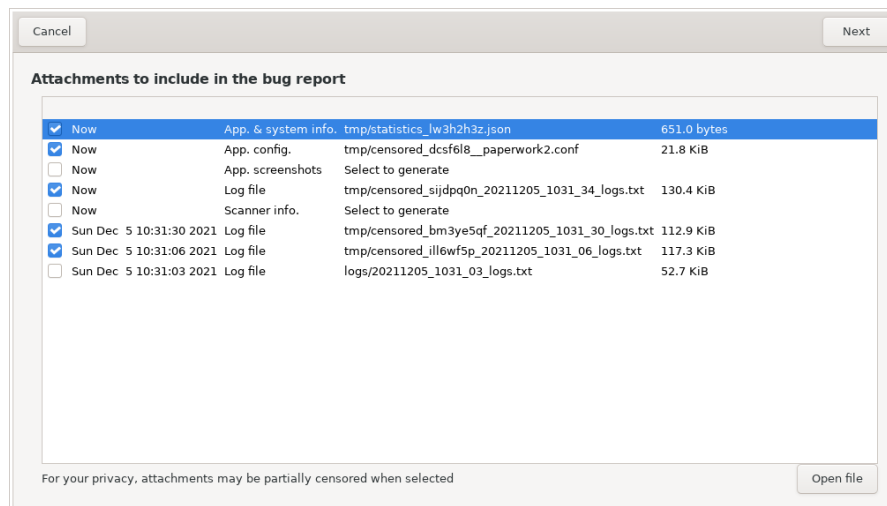 Cancel Next
Attachments to include in the bug report
Now App. & system info. tmp/statistics_lw3h2h3z.json 651.0 bytes
Now App. config. tmp/censored_dcsf6l8__paperwork2.conf 21.8 KiB
Now App. screenshots Select to generate
Now Log file tmp/censored_sijdpq0n_20211205_1031_34_logs.txt 130.4 KiB
Now Scanner info. Select to generate
Sun Dec 5 10:31:30 2021 Log file tmp/censored_bm3ye5qf_20211205_1031_30_logs.txt 112.9 KiB
Sun Dec 5 10:31:06 2021 Log file tmp/censored_ill6wf5p_20211205_1031_06_logs.txt 117.3 KiB
Sun Dec 5 10:31:03 2021 Log file logs/20211205_1031_03_logs.txt 52.7 KiB
For your privacy, attachments may be partially censored when selected Open file